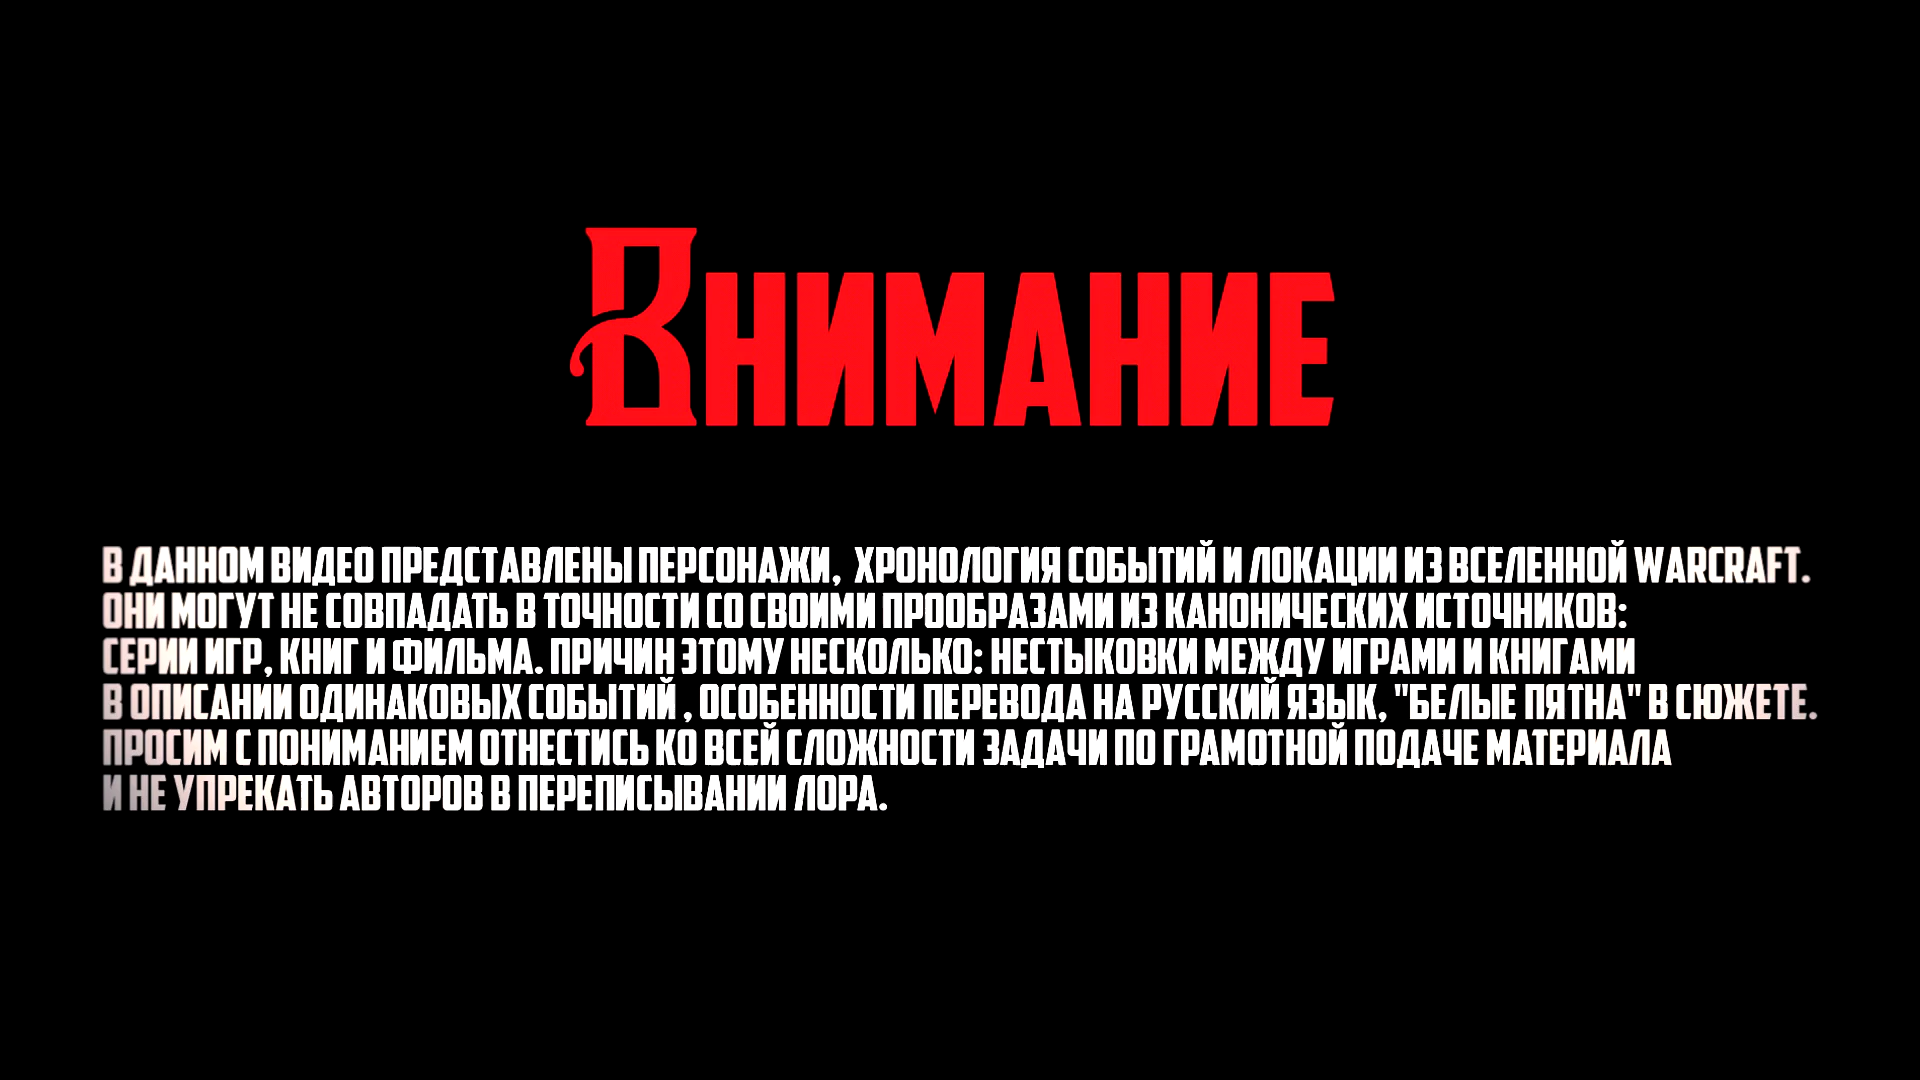 Внимание
В ДАННОМ ВИДЕО ПРЕДСТАВЛЕНЫ ПЕРСОНАЖИ, ХРОНОЛОГИЯ СОБЫТИЙ И ЛОКАЦИИ ИЗ ВСЕЛЕННОЙ WARCRAFT.
ОНИ МОГУТ НЕ СОВПАДАТЬ В ТОЧНОСТИ СО СВОИМИ ПРООБРАЗАМИ ИЗ КАНОНИЧЕСКИХ ИСТОЧНИКОВ:
СЕРИИ ИГР, КНИГ И ФИЛЬМА. ПРИЧИН ЭТОМУ НЕСКОЛЬКО: НЕСТЫКОВКИ МЕЖДУ ИГРАМИ И КНИГАМИ
В ОПИСАНИИ ОДИНАКОВЫХ СОБЫТИЙ , ОСОБЕННОСТИ ПЕРЕВОДА НА РУССКИЙ ЯЗЫК, "БЕЛЫЕ ПЯТНА" В СЮЖЕТЕ.
ПРОСИМ С ПОНИМАНИЕМ ОТНЕСТИСЬ КО ВСЕЙ СЛОЖНОСТИ ЗАДАЧИ ПО ГРАМОТНОЙ ПОДАЧЕ МАТЕРИАЛА
И НЕ УПРЕКАТЬ АВТОРОВ В ПЕРЕПИСЫВАНИИ ЛОРА.